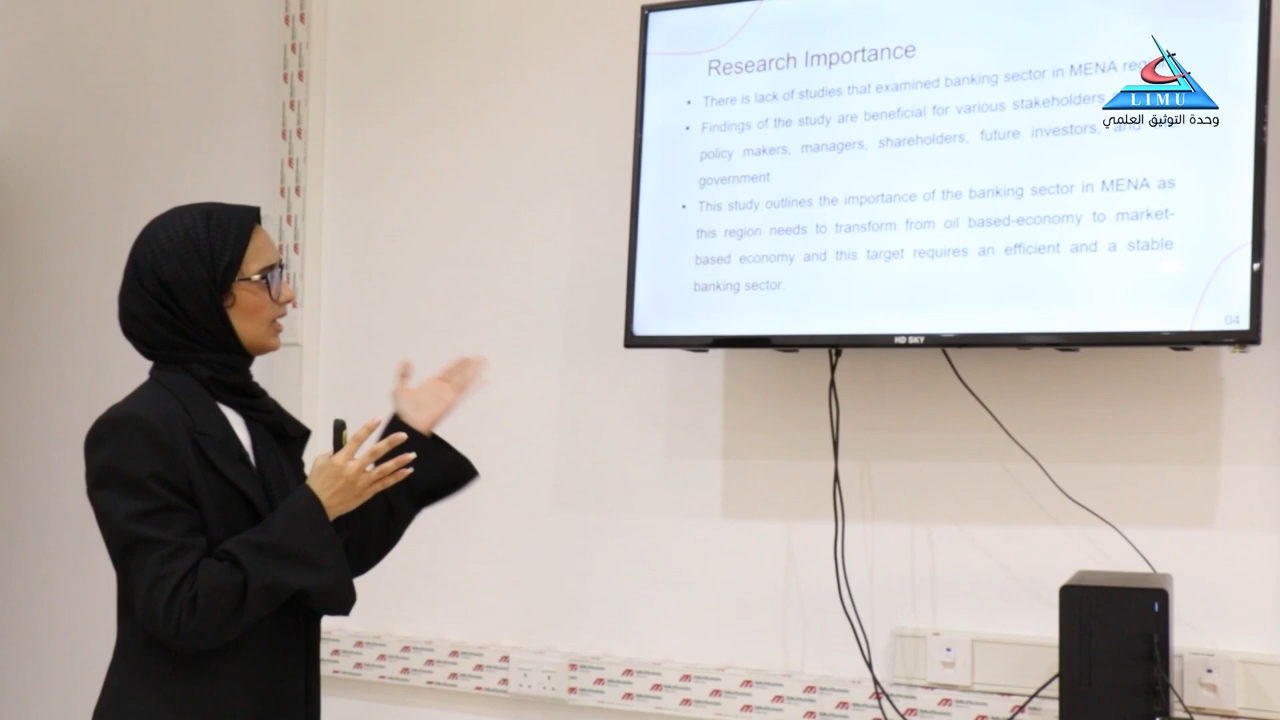 Research Importance
• There is lack of studies that examined banking sector in MENA
• Findings of the study are beneficial for various stakeholders
policy makers, managers, shareholders, future investors, and
government
• This study outlines the importance of the banking sector in MENA as
this region needs to transform from oil based-economy to market-
based economy and this target requires an efficient and a stable
banking sector.
04
HD SKY
LIMU
وحدة التوثيق العلمي